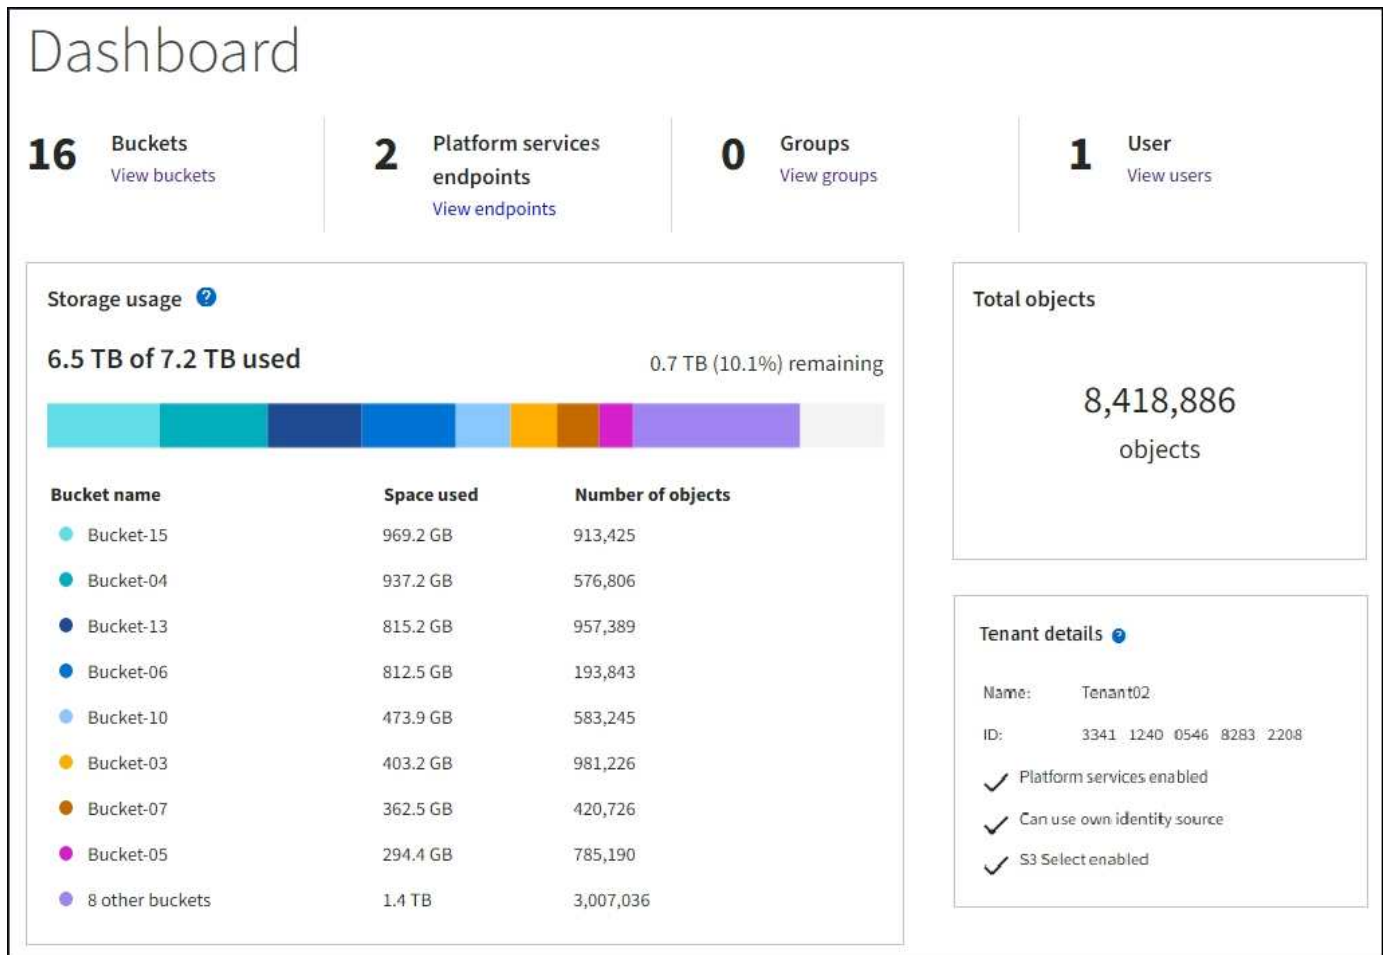 Dashboard
16 Buckets
View buckets
2 Platform services
endpoints
View endpoints
0 Groups
View groups
1 User
View users
Storage usage ?
6.5 TB of 7.2 TB used
0.7 TB (10.1%) remaining
Bucket name Space used Number of objects
Bucket-15 969.2 GB 913,425
Bucket-04 937.2 GB 576,806
Bucket-13 815.2 GB 957,389
Bucket-06 812.5 GB 193,843
Bucket-10 473.9 GB 583,245
Bucket-03 403.2 GB 981,226
Bucket-07 362.5 GB 420,726
Bucket-05 294.4 GB 785,190
8 other buckets 1.4 TB 3,007,036
Total objects
8,418,886
objects
Tenant details ?
Name: Tenant02
ID: 3341 1240 0546 8283 2208
Platform services enabled
Can use own identity source
S3 Select enabled